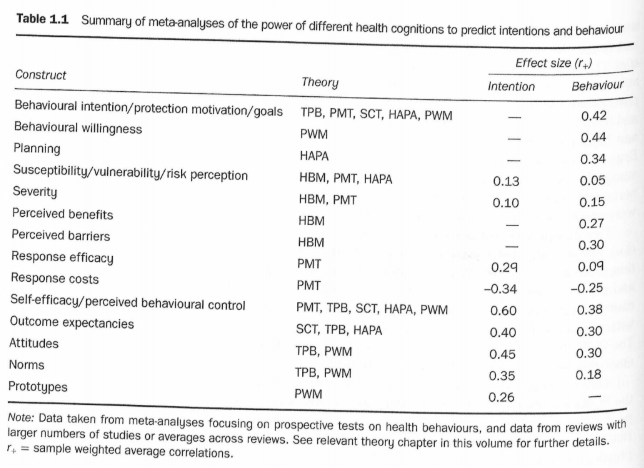 Table 1.1 Summary of meta-analyses of the power of different health cognitions to predict intentions and behaviour
Effect size (r₊)
Construct Theory Intention Behaviour
Behavioural intention/protection motivation/goals TPB, PMT, SCT, HAPA, PWM — 0.42
Behavioural willingness PWM — 0.44
Planning HAPA — 0.34
Susceptibility/vulnerability/risk perception HBM, PMT, HAPA 0.13 0.05
Severity HBM, PMT 0.10 0.15
Perceived benefits HBM — 0.27
Perceived barriers HBM — 0.30
Response efficacy PMT 0.29 0.09
Response costs PMT –0.34 –0.25
Self-efficacy/perceived behavioural control PMT, TPB, SCT, HAPA, PWM 0.60 0.38
Outcome expectancies SCT, TPB, HAPA 0.40 0.30
Attitudes TPB, PWM 0.45 0.30
Norms TPB, PWM 0.35 0.18
Prototypes PWM 0.26 —
Note: Data taken from meta-analyses focusing on prospective tests on health behaviours, and data from reviews with
larger numbers of studies or averages across reviews. See relevant theory chapter in this volume for further details.
r₊ = sample weighted average correlations.